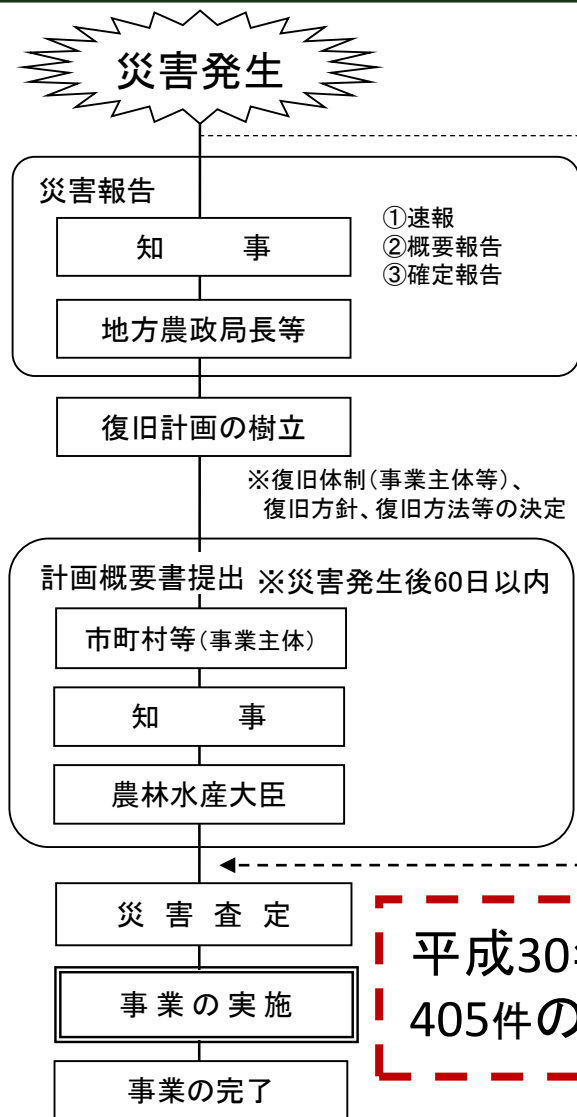 災害発生
災害報告
知 事
①速報
②概要報告
③確定報告
地方農政局長等
復旧計画の樹立
※復旧体制(事業主体等)、
復旧方針、復旧方法等の決定
計画概要書提出 ※災害発生後60日以内
市町村等(事業主体)
知 事
農林水産大臣
災 害 査 定
平成30
405件の
事 業 の 実 施
事業の完了